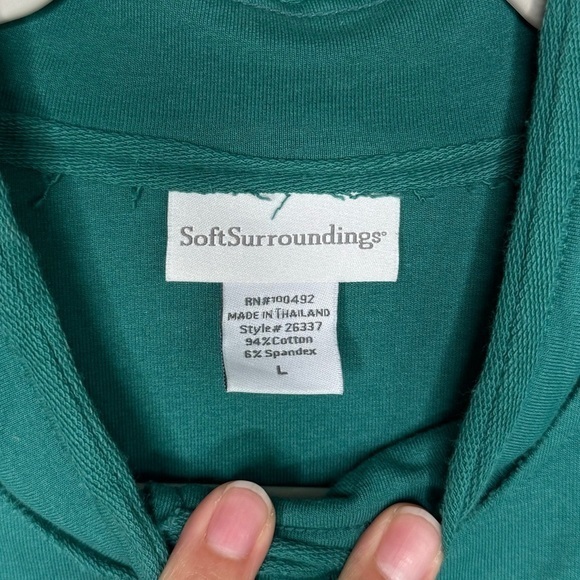 SoftSurroundings®
RN#100492
MADE IN THAILAND
Style# 26337
94%Cotton
6% Spandex
L